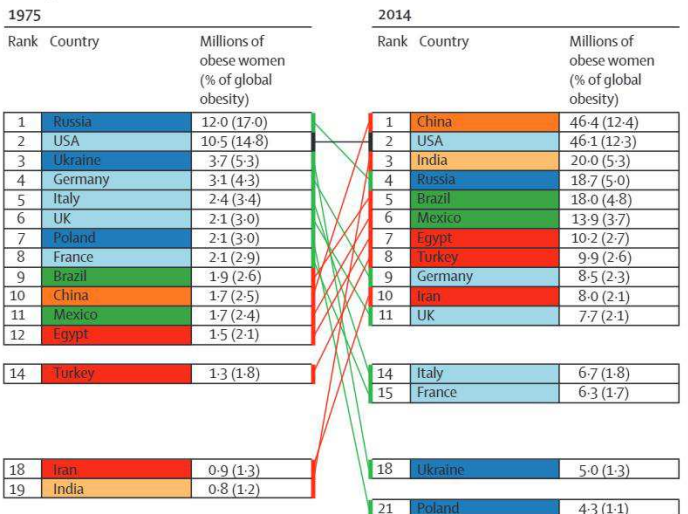 1975
Rank Country Millions of
obese women
(% of global
obesity)
1 Russia 12·0 (17·0)
2 USA 10·5 (14·8)
3 Ukraine 3·7 (5·3)
4 Germany 3·1 (4·3)
5 Italy 2·4 (3·4)
6 UK 2·1 (3·0)
7 Poland 2·1 (3·0)
8 France 2·1 (2·9)
9 Brazil 1·9 (2·6)
10 China 1·7 (2·5)
11 Mexico 1·7 (2·4)
12 Egypt 1·5 (2·1)
14 Turkey 1·3 (1·8)
18 Iran 0·9 (1·3)
19 India 0·8 (1·2)
2014
Rank Country Millions of
obese women
(% of global
obesity)
1 China 46·4 (12·4)
2 USA 46·1 (12·3)
3 India 20·0 (5·3)
4 Russia 18·7 (5·0)
5 Brazil 18·0 (4·8)
6 Mexico 13·9 (3·7)
7 Egypt 10·2 (2·7)
8 Turkey 9·9 (2·6)
9 Germany 8·5 (2·3)
10 Iran 8·0 (2·1)
11 UK 7·7 (2·1)
14 Italy 6·7 (1·8)
15 France 6·3 (1·7)
18 Ukraine 5·0 (1·3)
21 Poland 4·3 (1·1)